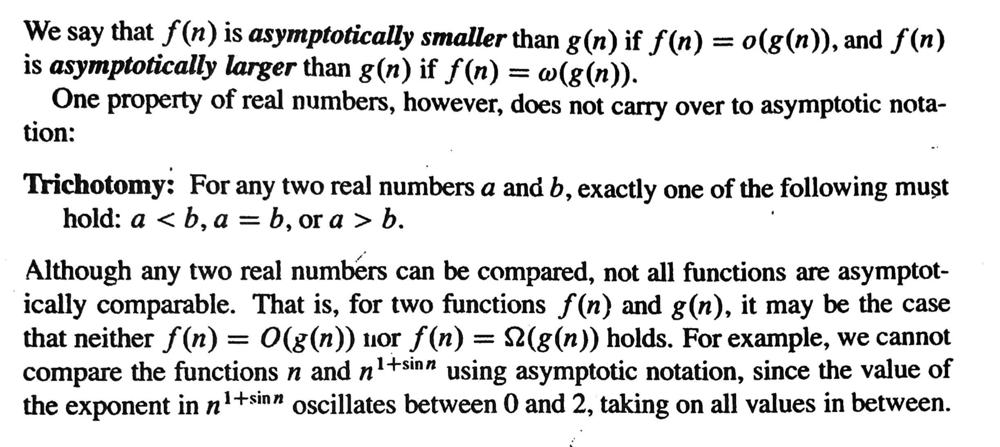 We say that f(n) is asymptotically smaller than g(n) if f(n) = o(g(n)), and f(n)
is asymptotically larger than g(n) if f(n) = ω(g(n)).
One property of real numbers, however, does not carry over to asymptotic nota-
tion:
Trichotomy: For any two real numbers a and b, exactly one of the following must
hold: a < b, a = b, or a > b.
Although any two real numbers can be compared, not all functions are asymptot-
ically comparable. That is, for two functions f(n) and g(n), it may be the case
that neither f(n) = O(g(n)) nor f(n) = Ω(g(n)) holds. For example, we cannot
compare the functions n and n^{1+sin n} using asymptotic notation, since the value of
the exponent in n^{1+sin n} oscillates between 0 and 2, taking on all values in between.